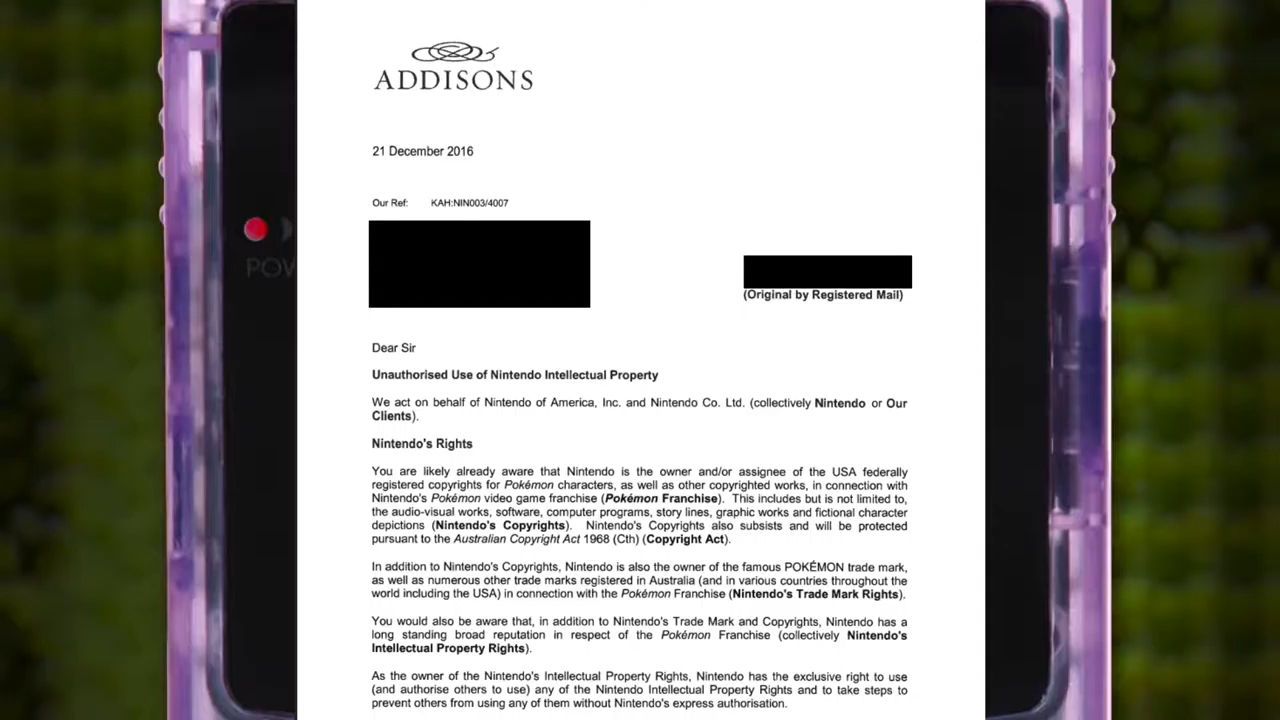 ADDISONS
21 December 2016
Our Ref: KAH:NIN003/4007
(Original by Registered Mail)
Dear Sir
Unauthorised Use of Nintendo Intellectual Property
We act on behalf of Nintendo of America, Inc. and Nintendo Co. Ltd. (collectively Nintendo or Our
Clients).
Nintendo's Rights
You are likely already aware that Nintendo is the owner and/or assignee of the USA federally
registered copyrights for Pokémon characters, as well as other copyrighted works, in connection with
Nintendo's Pokémon video game franchise (Pokémon Franchise). This includes but is not limited to,
the audio-visual works, software, computer programs, story lines, graphic works and fictional character
depictions (Nintendo's Copyrights). Nintendo's Copyrights also subsists and will be protected
pursuant to the Australian Copyright Act 1968 (Cth) (Copyright Act).
In addition to Nintendo's Copyrights, Nintendo is also the owner of the famous POKÉMON trade mark,
as well as numerous other trade marks registered in Australia (and in various countries throughout the
world including the USA) in connection with the Pokémon Franchise (Nintendo's Trade Mark Rights).
You would also be aware that, in addition to Nintendo's Trade Mark and Copyrights, Nintendo has a
long standing broad reputation in respect of the Pokémon Franchise (collectively Nintendo's
Intellectual Property Rights).
As the owner of the Nintendo's Intellectual Property Rights, Nintendo has the exclusive right to use
(and authorise others to use) any of the Nintendo Intellectual Property Rights and to take steps to
prevent others from using any of them without Nintendo's express authorisation.
POW